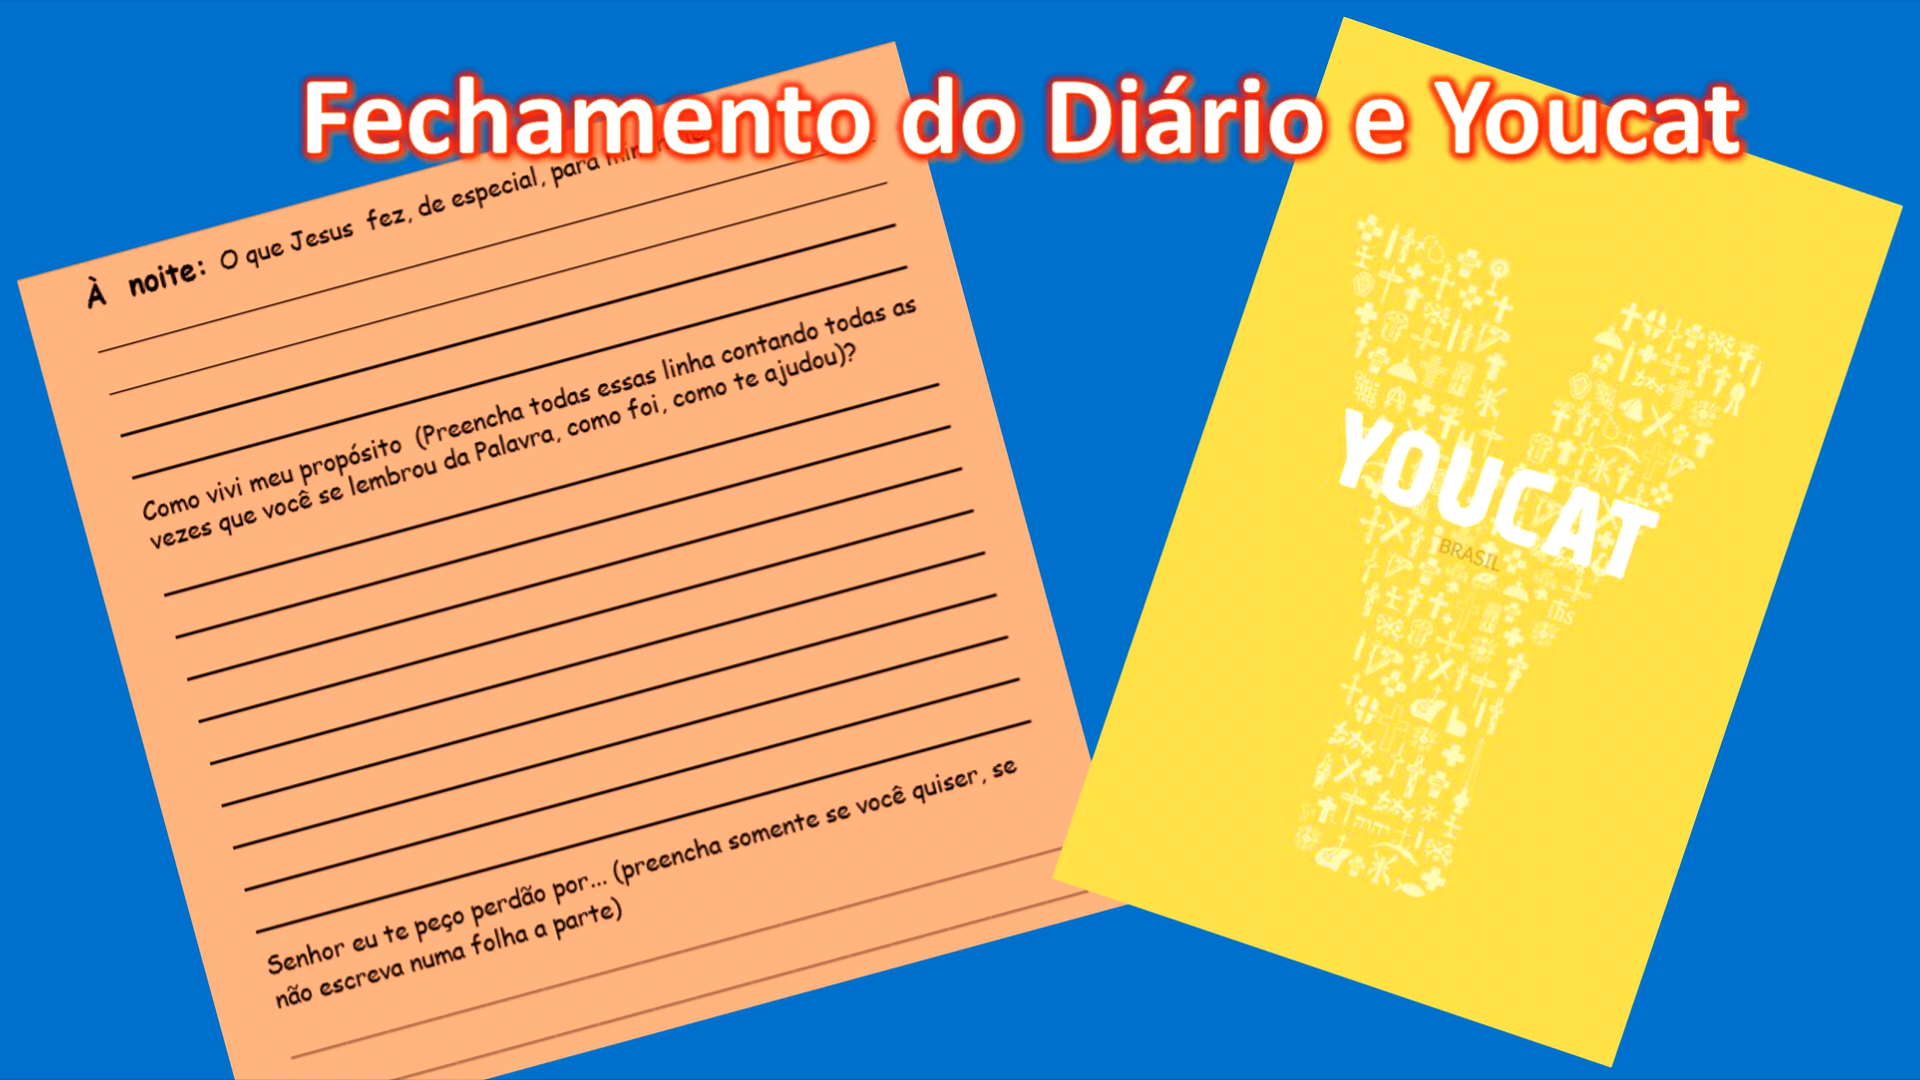 Fechamento do Diário e Youcat
À noite: O que Jesus fez, de especial, para
Como vivi meu propósito (Preencha todas essas linha contando todas as
vezes que você se lembrou da Palavra, como foi, como te ajudou)?
Senhor eu te peço perdão por... (preencha somente se você quiser, se
não escreva numa folha a parte)
YOUCAT
BRASIL
ihs